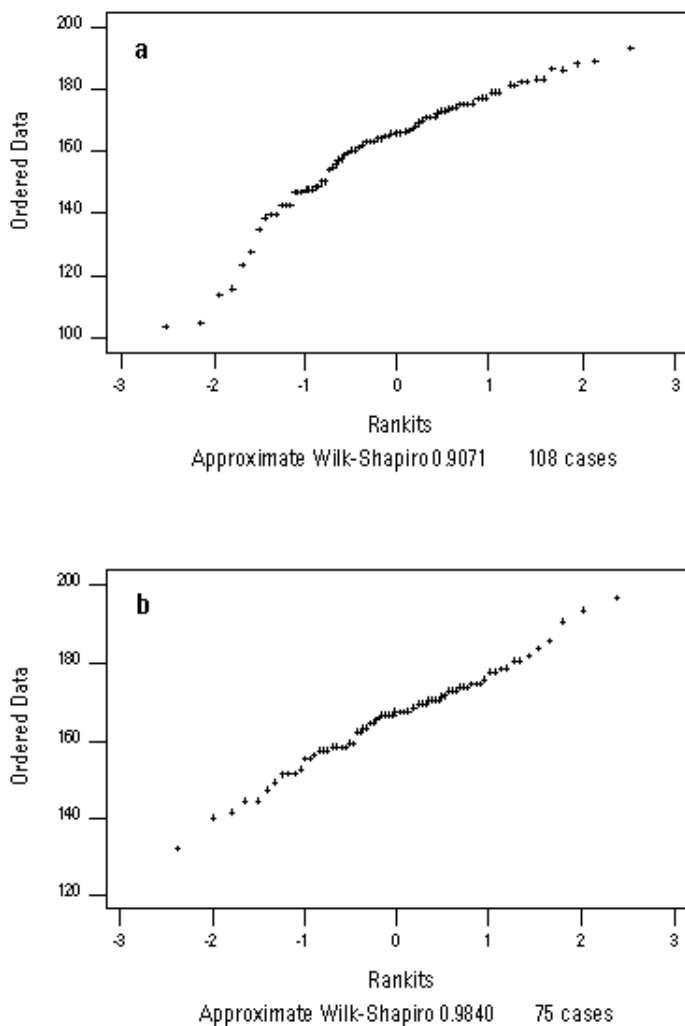 a
200
180
160
140
120
100
Ordered Data
-3 -2 -1 0 1 2 3
Rankits
Approximate Wilk-Shapiro 0.9071 108 cases
b
200
180
160
140
120
Ordered Data
-3 -2 -1 0 1 2 3
Rankits
Approximate Wilk-Shapiro 0.9840 75 cases